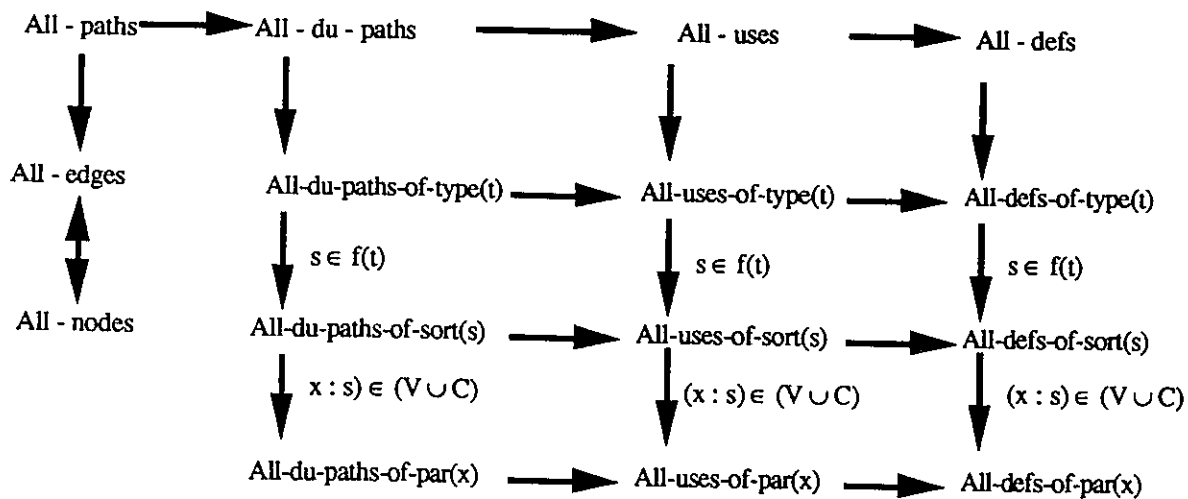 All - paths
All - du - paths
All - uses
All - defs
All - edges
All-du-paths-of-type(t)
All-uses-of-type(t)
All-defs-of-type(t)
s ∈ f(t)
s ∈ f(t)
s ∈ f(t)
All - nodes
All-du-paths-of-sort(s)
All-uses-of-sort(s)
All-defs-of-sort(s)
x : s) ∈ (V ∪ C)
(x : s) ∈ (V ∪ C)
(x : s) ∈ (V ∪ C)
All-du-paths-of-par(x)
All-uses-of-par(x)
All-defs-of-par(x)